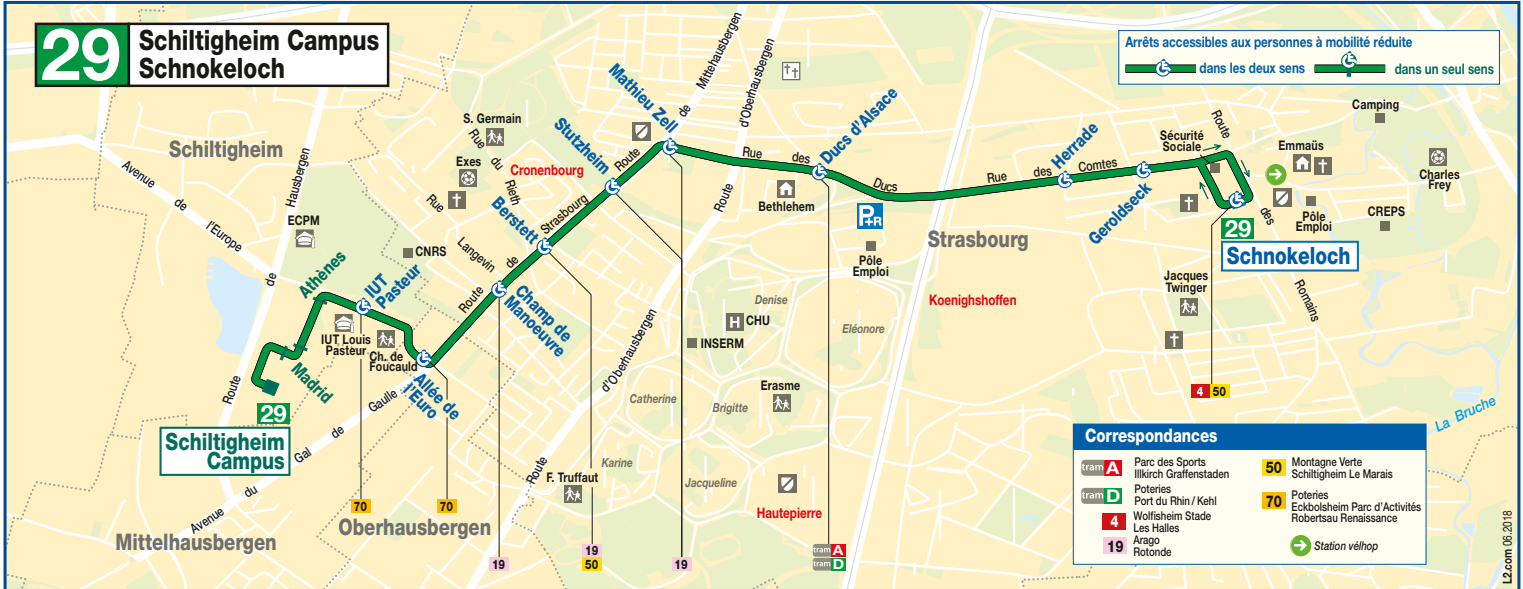 29
Schiltigheim Campus
Schnokeloch
Arrêts accessibles aux personnes à mobilité réduite
dans les deux sens
dans un seul sens
Schiltigheim
Avenue
de
l'Europe
Route
de
Hausbergen
ECPM
Athènes
Madrid
29
Schiltigheim
Campus
IUT
Pasteur
IUT Louis
Pasteur
Ch. de
Foucauld
Allée de
l'Euro
Avenue
du
Gal
de
Gaulle
Mittelhausbergen
Oberhausbergen
70
70
S. Germain
Exes
Rue
du
Rieth
Rue
Langevin
CNRS
Cronenbourg
Champ de
Manoeuvre
Berstett
Stutzheim
Mathieu Zell
Route
de
Strasbourg
Route
de
Mittehausbergen
Route
d'Oberhausbergen
Route
d'Oberhausbergen
F. Truffaut
19
19
50
19
Rue
des
Ducs
Ducs d'Alsace
Bethlehem
P+R
Pôle
Emploi
Denise
H
CHU
INSERM
Eléonore
Catherine
Brigitte
Erasme
Karine
Jacqueline
Hautepierre
tram A
tram D
Strasbourg
Koenighshoffen
Rue
des
Comtes
Herrade
Geroldseck
Sécurité
Sociale
Route
des
Romains
Emmaüs
Pôle
Emploi
Camping
Charles
Frey
CREPS
29
Schnokeloch
Jacques
Twinger
4
50
La Bruche
Correspondances
tram A
Parc des Sports
Illkirch Graffenstaden
tram D
Poteries
Port du Rhin / Kehl
4
Wolfisheim Stade
Les Halles
19
Arago
Rotonde
50
Montagne Verte
Schiltigheim Le Marais
70
Poteries
Eckbolsheim Parc d'Activités
Robertsau Renaissance
Station vélhop
L2.com 06.2018